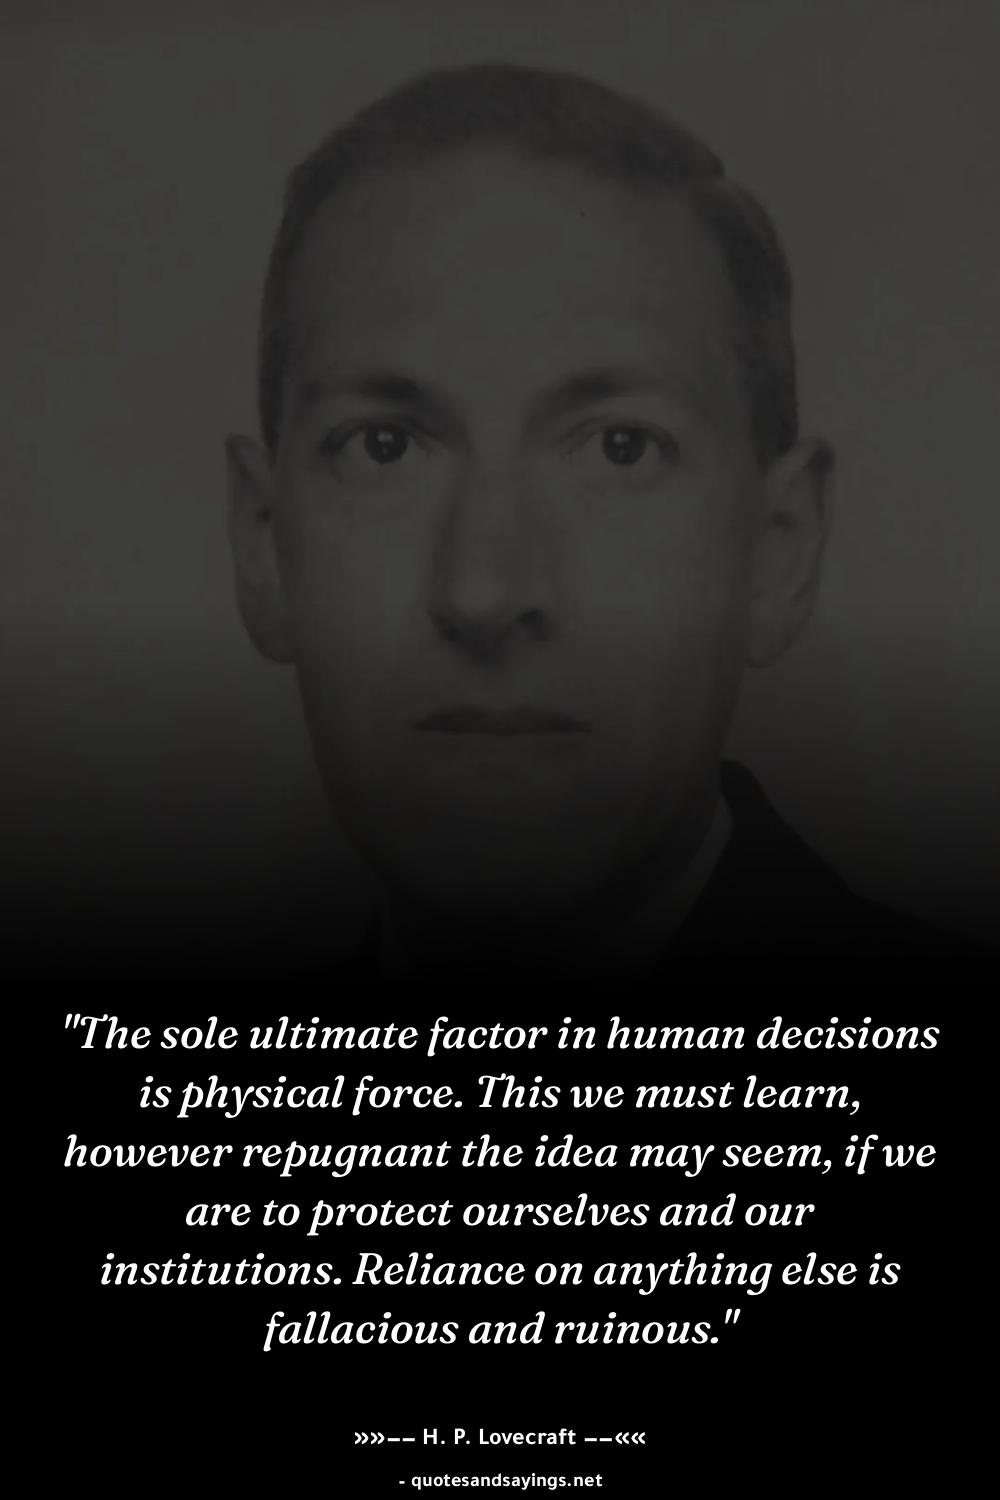 "The sole ultimate factor in human decisions
is physical force. This we must learn,
however repugnant the idea may seem, if we
are to protect ourselves and our
institutions. Reliance on anything else is
fallacious and ruinous."
»»−− H. P. Lovecraft −−««
- quotesandsayings.net